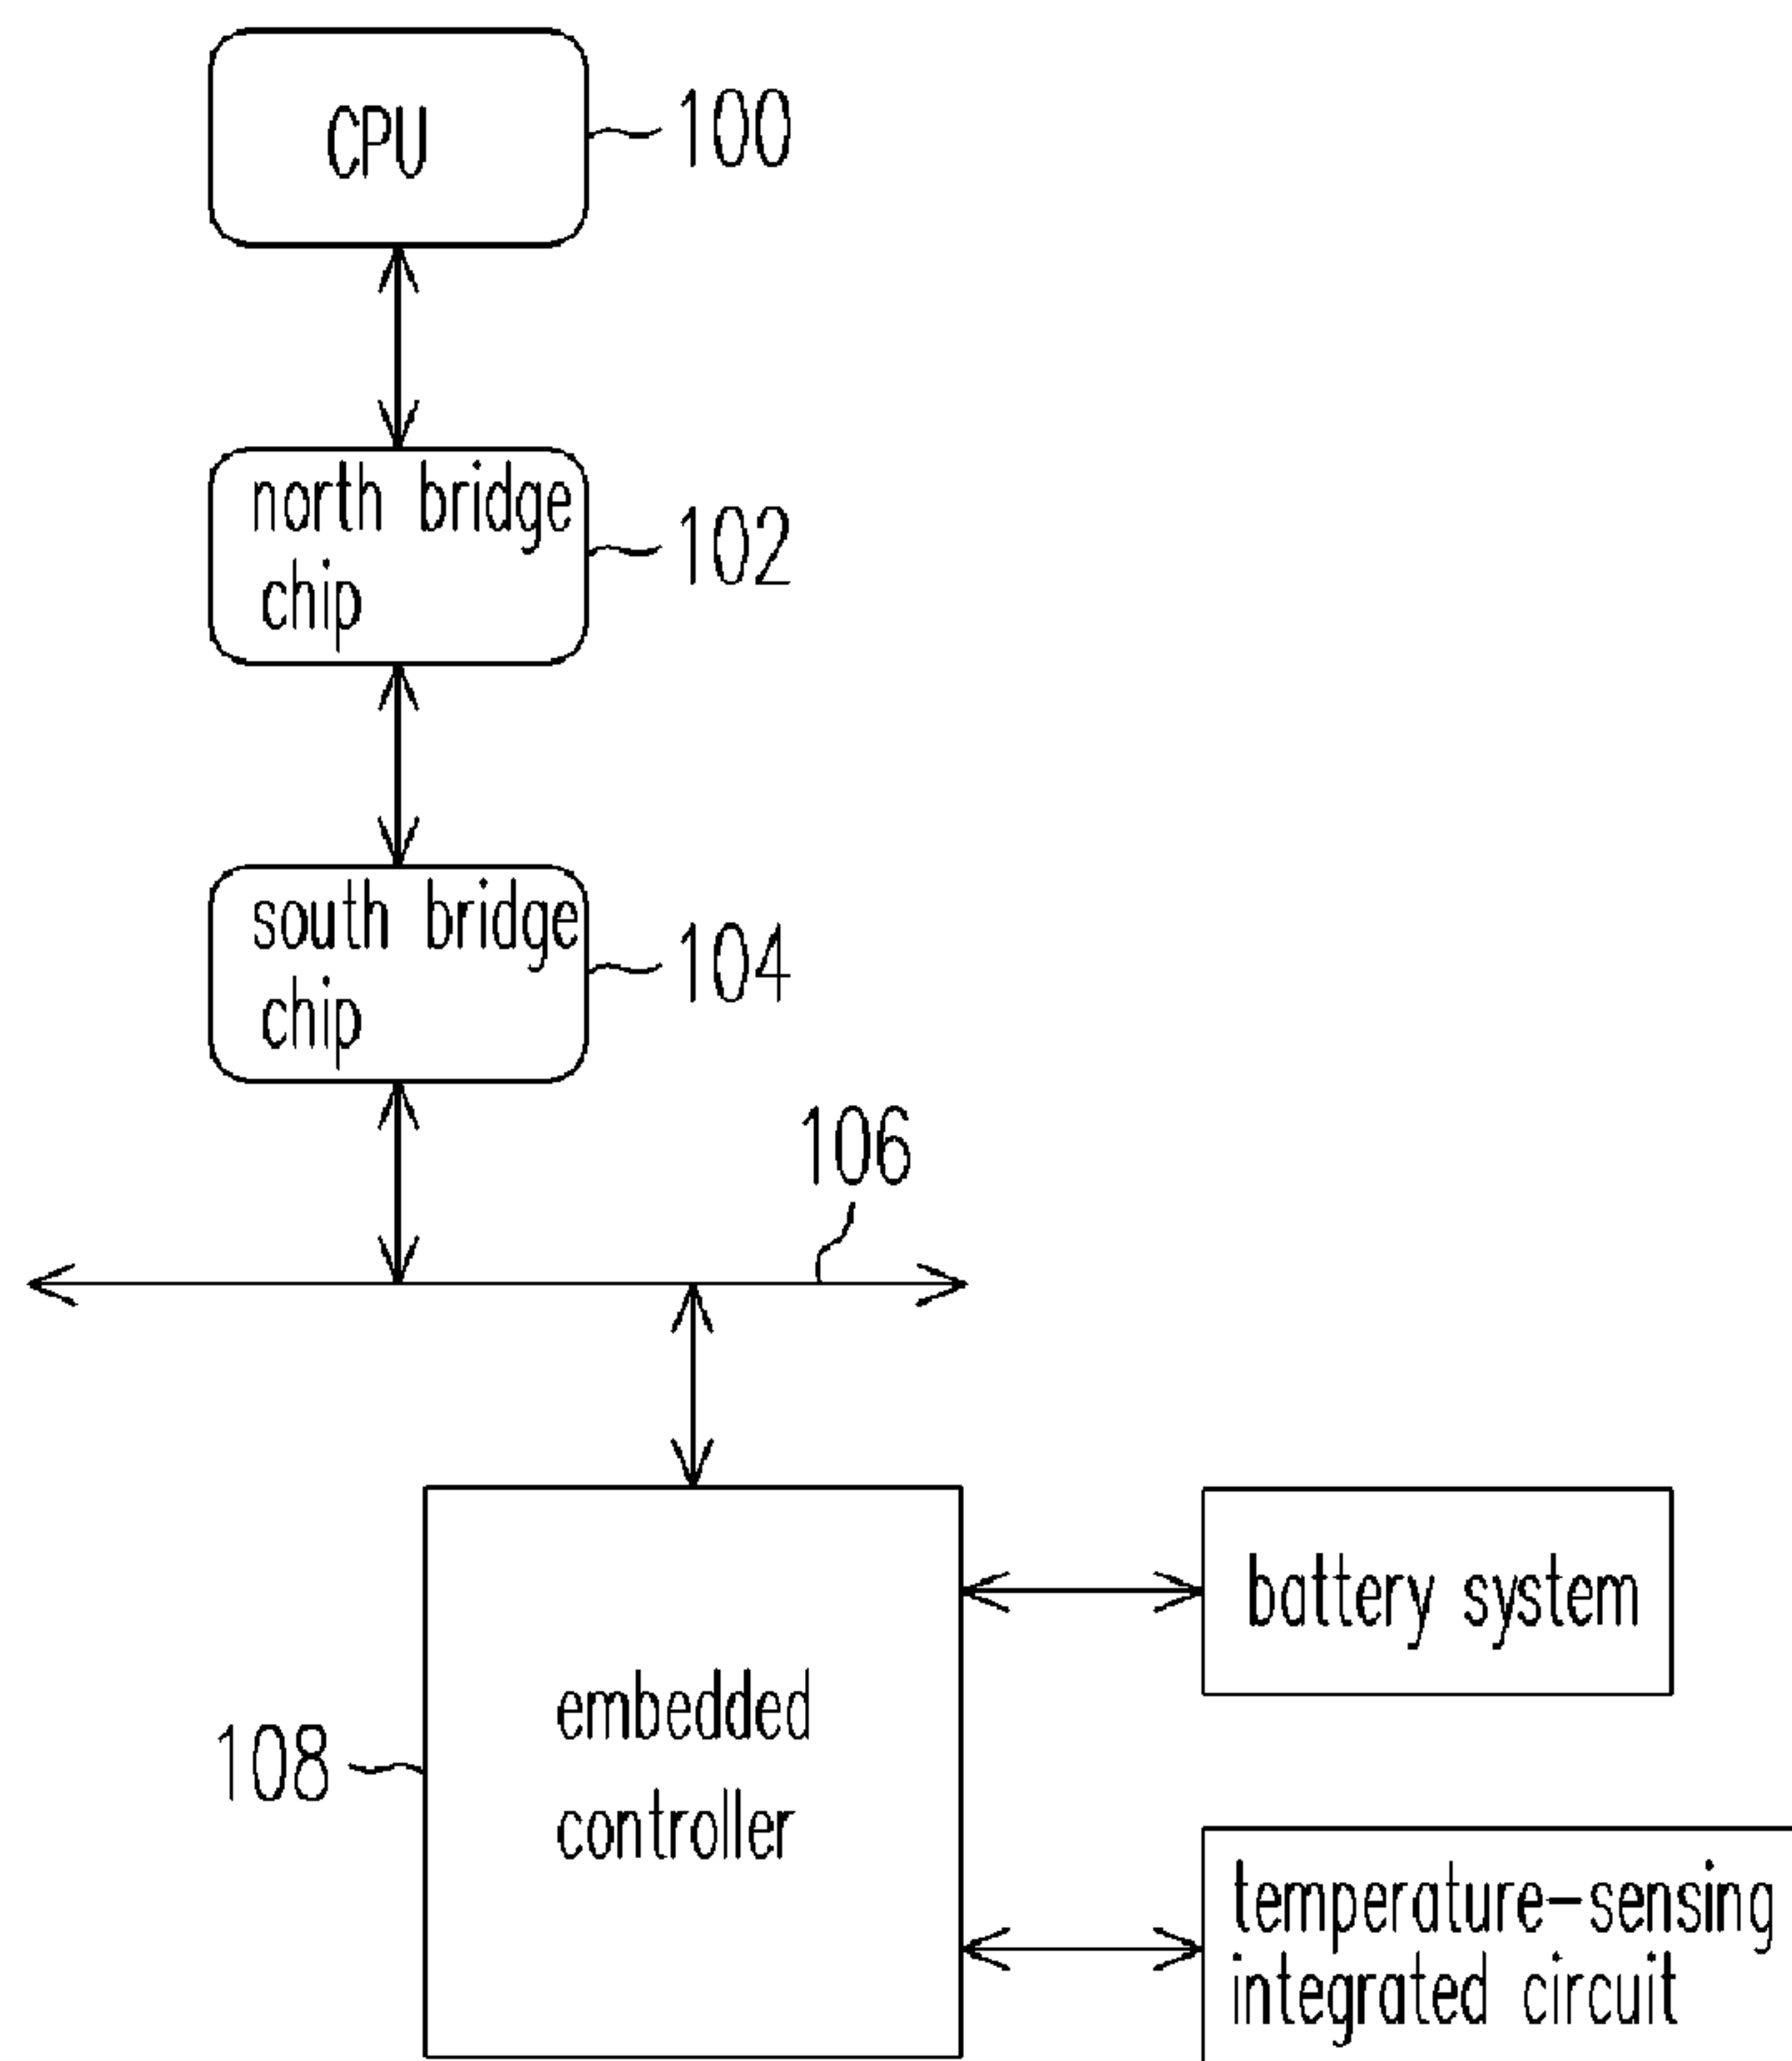 CPU
100
north bridge
chip
102
south bridge
chip
104
106
battery system
embedded
controller
108
temperature-sensing
integrated circuit